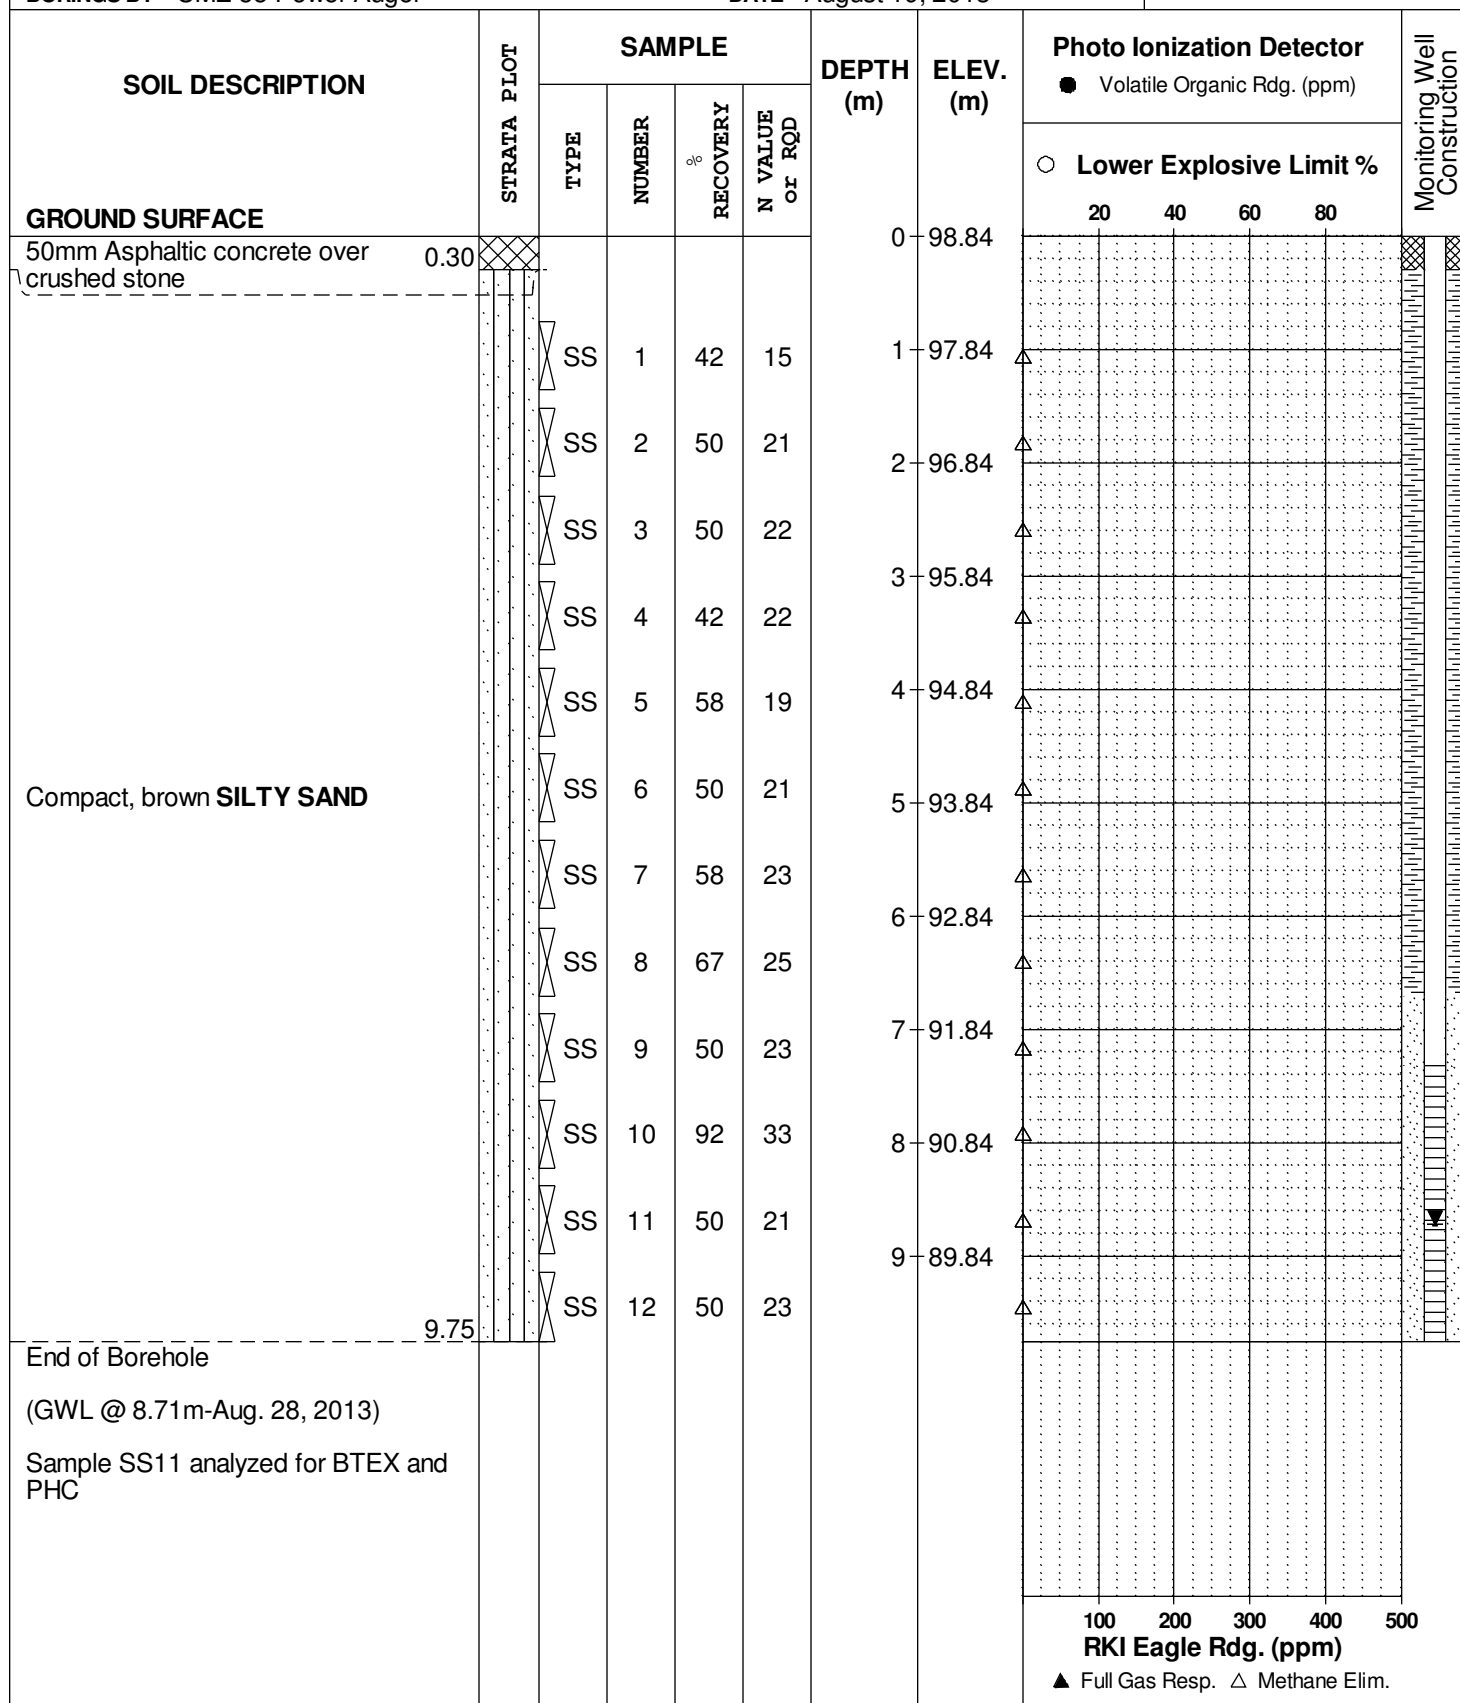 SOIL DESCRIPTION
STRATA PLOT
SAMPLE
TYPE
NUMBER
% RECOVERY
N VALUE or RQD
DEPTH (m)
ELEV. (m)
Photo Ionization Detector
● Volatile Organic Rdg. (ppm)
○ Lower Explosive Limit %
20 40 60 80
Monitoring Well Construction
GROUND SURFACE
0 98.84
50mm Asphaltic concrete over 0.30
crushed stone
SS 1 42 15
1 97.84
SS 2 50 21
2 96.84
SS 3 50 22
3 95.84
SS 4 42 22
4 94.84
SS 5 58 19
Compact, brown SILTY SAND
SS 6 50 21
5 93.84
SS 7 58 23
6 92.84
SS 8 67 25
7 91.84
SS 9 50 23
SS 10 92 33
8 90.84
SS 11 50 21
9 89.84
SS 12 50 23
9.75
End of Borehole
(GWL @ 8.71m-Aug. 28, 2013)
Sample SS11 analyzed for BTEX and
PHC
100 200 300 400 500
RKI Eagle Rdg. (ppm)
▲ Full Gas Resp. △ Methane Elim.